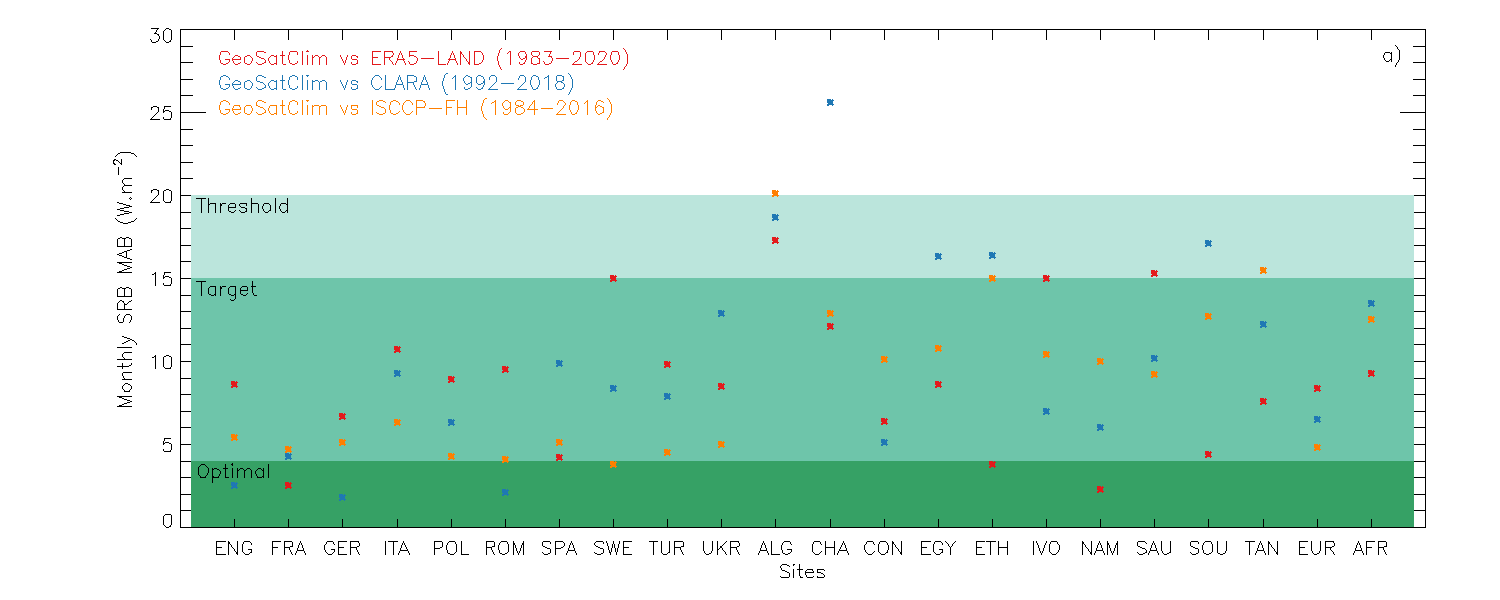 30
GeoSatClim vs ERA5-LAND (1983-2020)
a)
GeoSatClim vs CLARA (1992-2018)
GeoSatClim vs ISCCP-FH (1984-2016)
25
Monthly SRB MAB (W.m⁻²)
20
Threshold
15
Target
10
5
Optimal
0
ENG FRA GER ITA POL ROM SPA SWE TUR UKR ALG CHA CON EGY ETH IVO NAM SAU SOU TAN EUR AFR
Sites